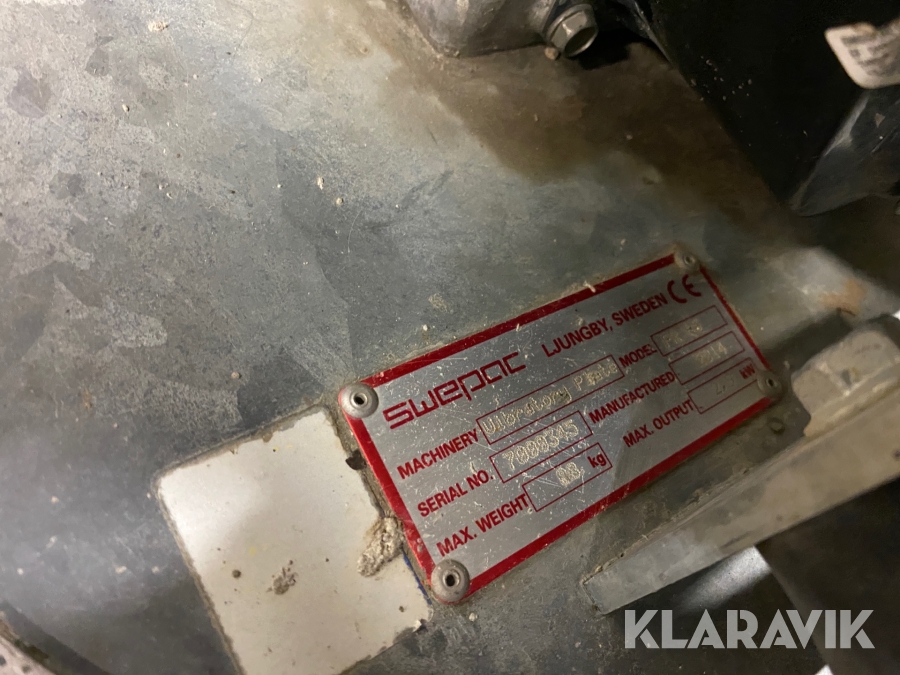 swepac LJUNGBY, SWEDEN CE
MACHINERY Vibratory Plate MODEL
SERIAL NO. 7000345 MANUFACTURED 2014
MAX. WEIGHT kg MAX. OUTPUT kW
KLARAVIK